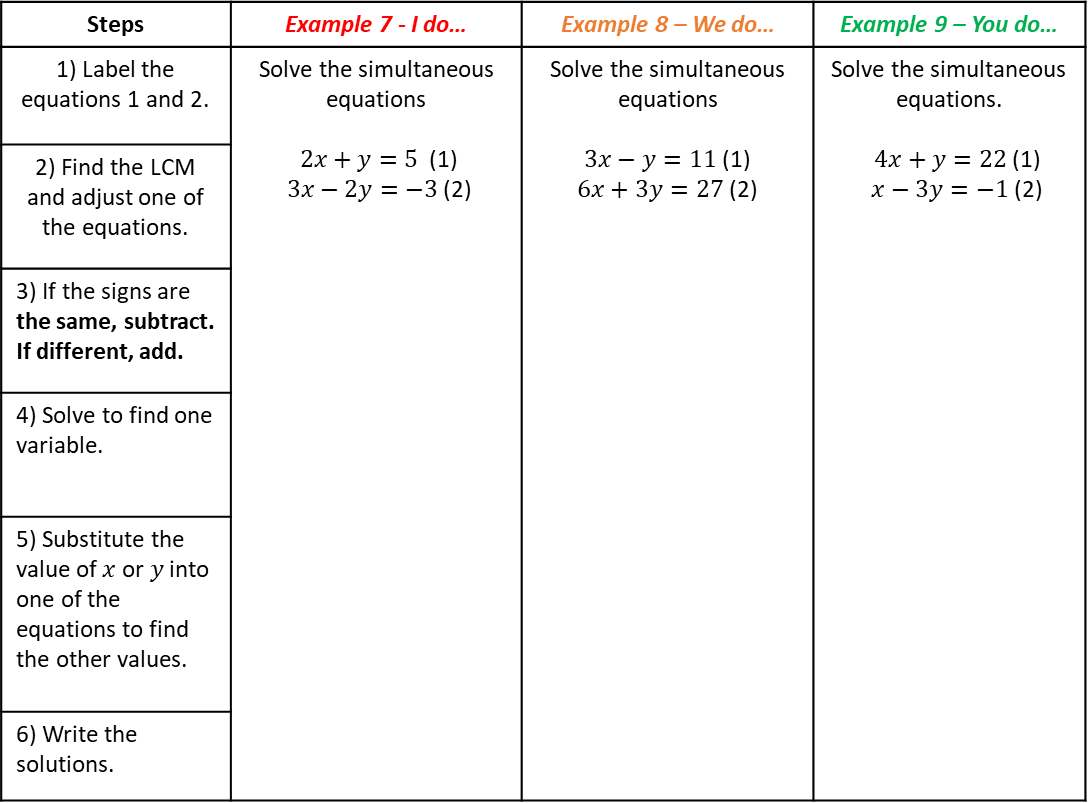 Steps
Example 7 - I do...
Example 8 – We do...
Example 9 – You do...
1) Label the
equations 1 and 2.
2) Find the LCM
and adjust one of
the equations.
3) If the signs are
the same, subtract.
If different, add.
4) Solve to find one
variable.
5) Substitute the
value of x or y into
one of the
equations to find
the other values.
6) Write the
solutions.
Solve the simultaneous
equations
2x + y = 5 (1)
3x − 2y = −3 (2)
Solve the simultaneous
equations
3x − y = 11 (1)
6x + 3y = 27 (2)
Solve the simultaneous
equations.
4x + y = 22 (1)
x − 3y = −1 (2)